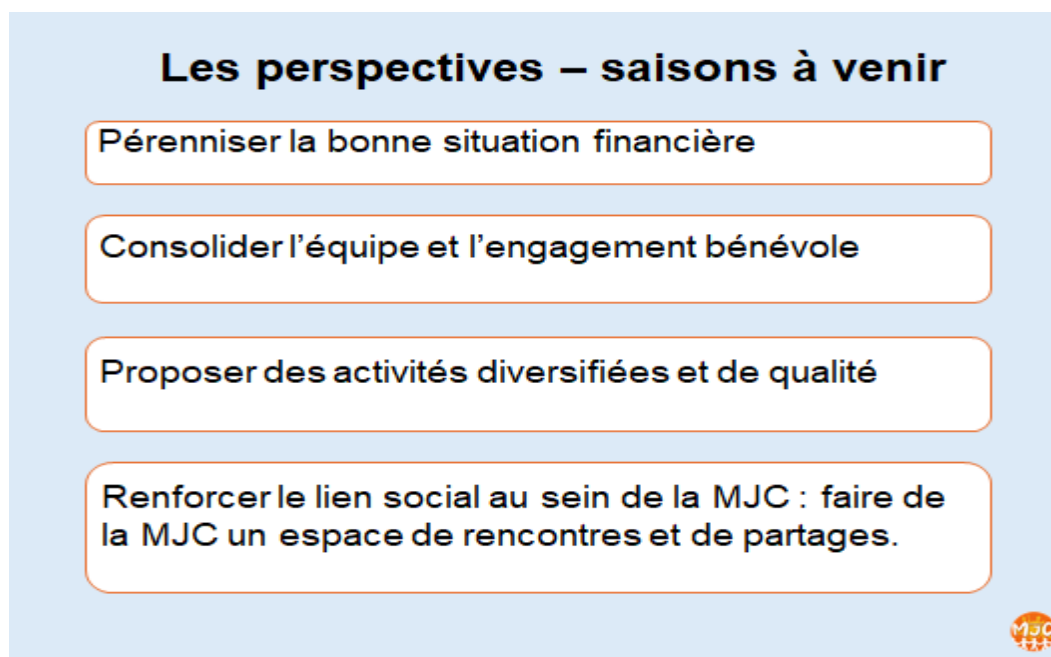 Les perspectives – saisons à venir
Pérenniser la bonne situation financière
Consolider l’équipe et l’engagement bénévole
Proposer des activités diversifiées et de qualité
Renforcer le lien social au sein de la MJC : faire de
la MJC un espace de rencontres et de partages.
MJC